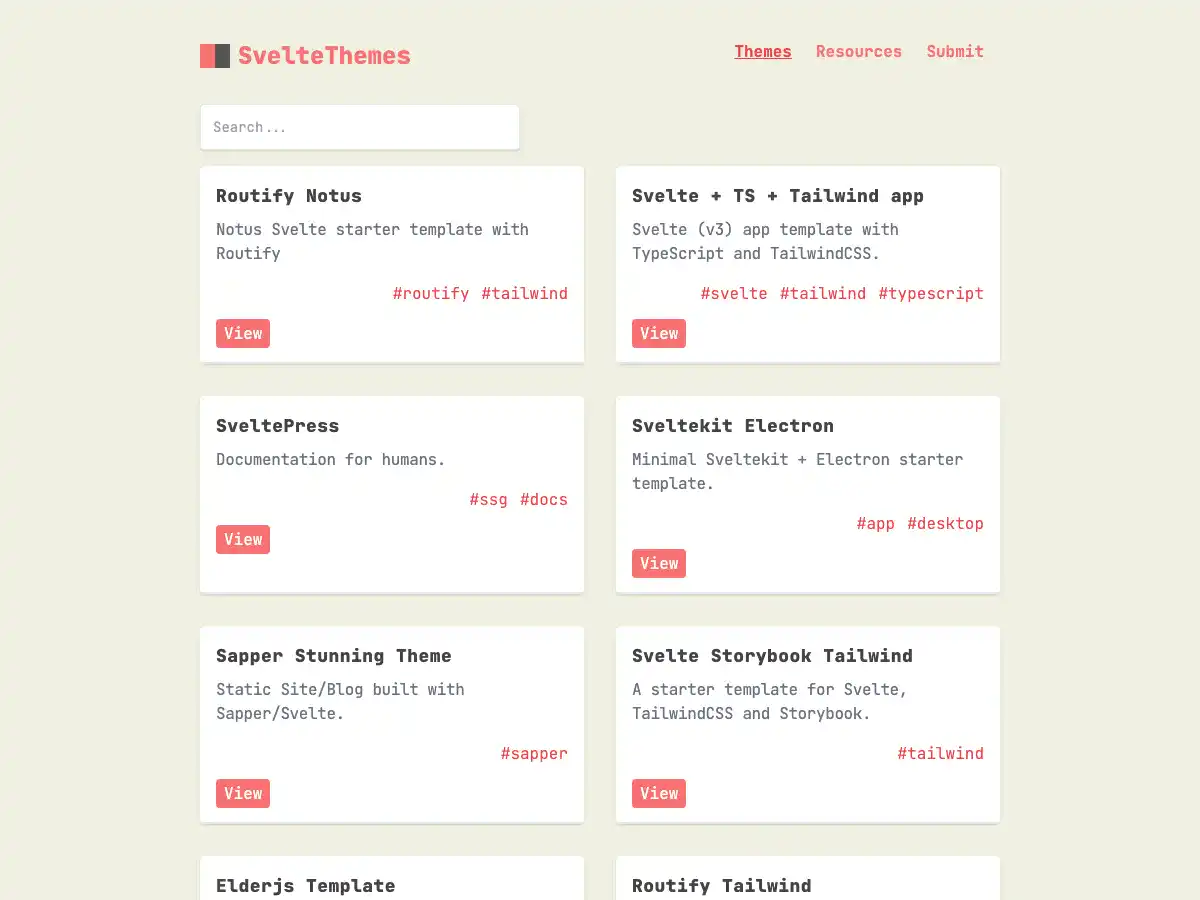 SvelteThemes
Themes Resources Submit
Search...
Routify Notus
Notus Svelte starter template with
Routify
#routify #tailwind
View
Svelte + TS + Tailwind app
Svelte (v3) app template with
TypeScript and TailwindCSS.
#svelte #tailwind #typescript
View
SveltePress
Documentation for humans.
#ssg #docs
View
Sveltekit Electron
Minimal Sveltekit + Electron starter
template.
#app #desktop
View
Sapper Stunning Theme
Static Site/Blog built with
Sapper/Svelte.
#sapper
View
Svelte Storybook Tailwind
A starter template for Svelte,
TailwindCSS and Storybook.
#tailwind
View
Elderjs Template
Routify Tailwind